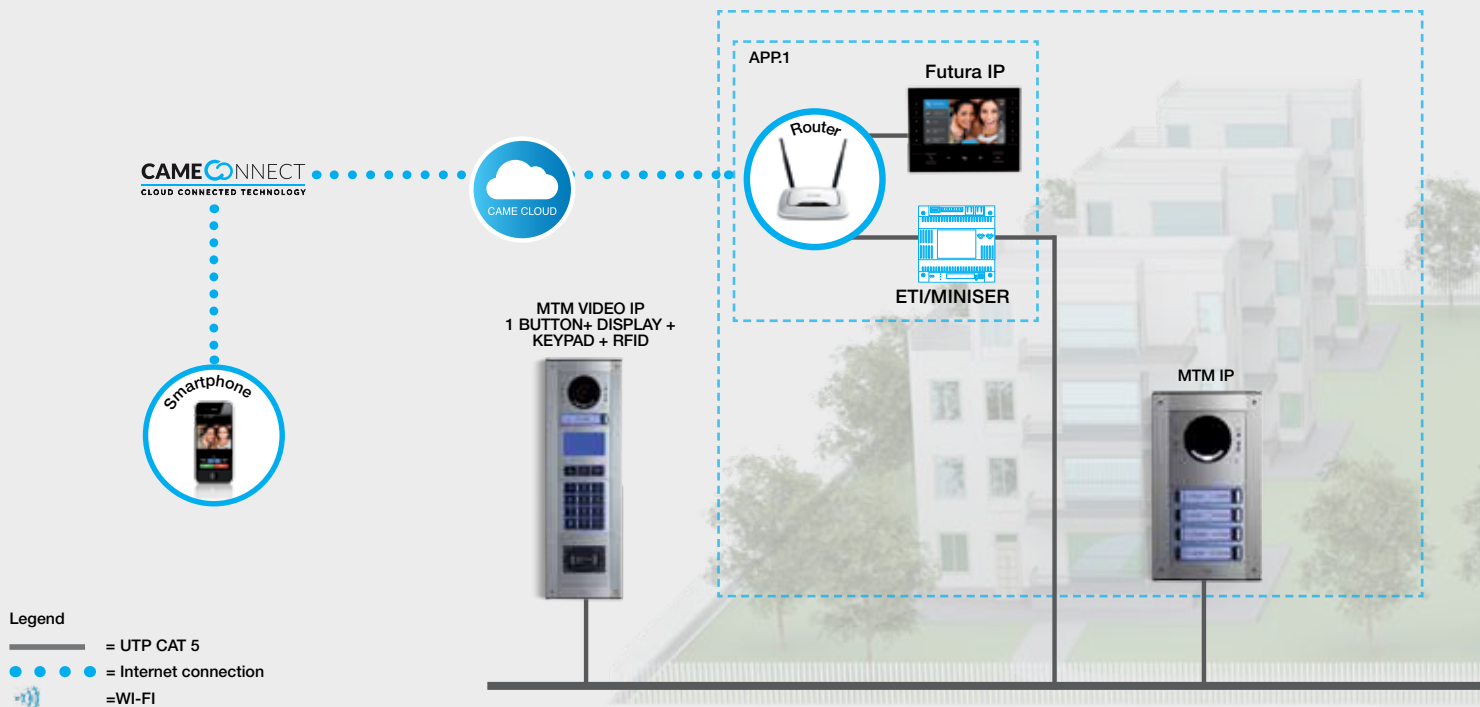 APP.1
Futura IP
Router
CAMECONNECT
CLOUD CONNECTED TECHNOLOGY
CAME CLOUD
ETI/MINISER
MTM VIDEO IP
1 BUTTON+ DISPLAY +
KEYPAD + RFID
Smartphone
MTM IP
Legend
= UTP CAT 5
= Internet connection
=WI-FI